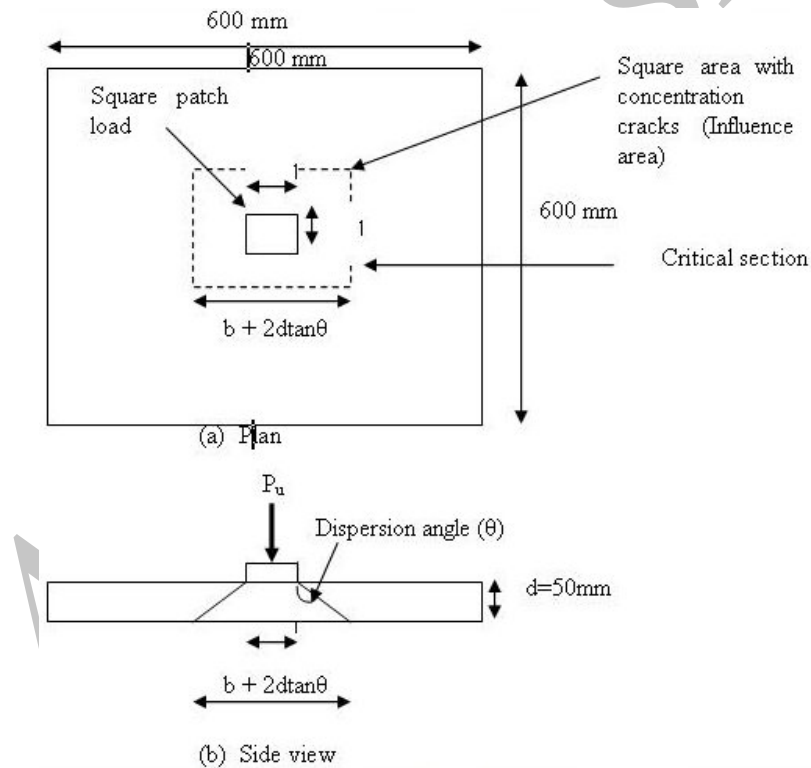 600 mm
600 mm
Square patch
load
Square area with
concentration
cracks (Influence
area)
1
600 mm
1
Critical section
b + 2dtanθ
(a) Plan
Pu
Dispersion angle (θ)
d=50mm
b + 2dtanθ
(b) Side view